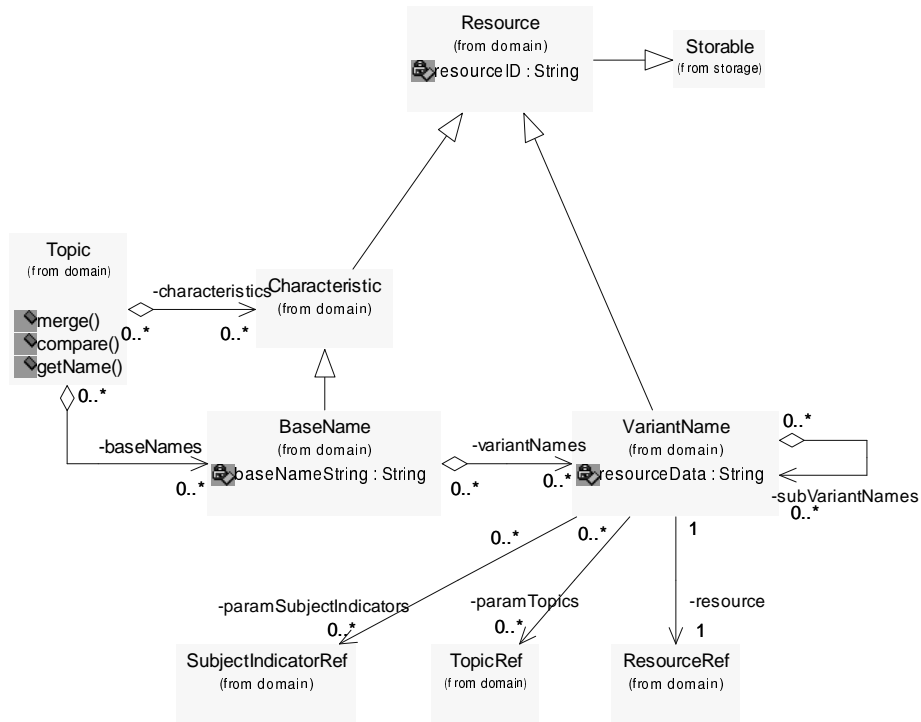 Resource
(from domain)
resourceID : String
Storable
(from storage)
Topic
(from domain)
merge()
compare()
getName()
-characteristics
0..*
0..*
Characteristic
(from domain)
0..*
-baseNames
0..*
BaseName
(from domain)
baseNameString : String
-variantNames
0..*
0..*
VariantName
(from domain)
resourceData : String
0..*
-subVariantNames
0..*
0..*
-paramSubjectIndicators
0..*
0..*
-paramTopics
0..*
1
-resource
1
SubjectIndicatorRef
(from domain)
TopicRef
(from domain)
ResourceRef
(from domain)